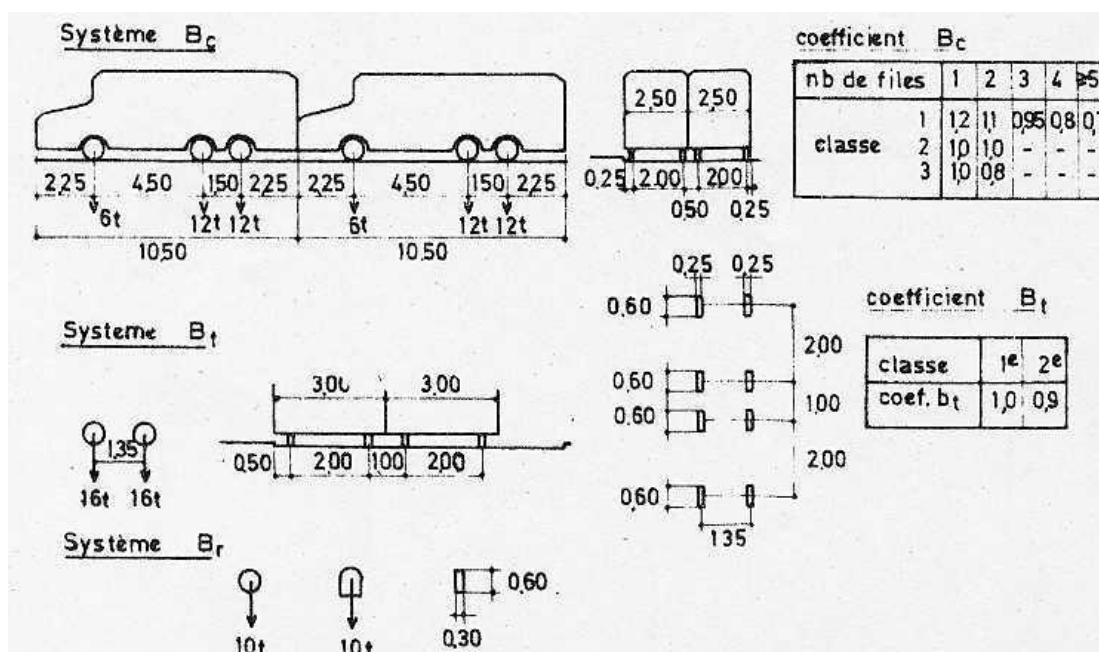 Système Bc
2,50 2,50
2,25 4,50 1,50 2,25 2,25 4,50 1,50 2,25
6t 12t 12t 6t 12t 12t
10,50 10,50
0,25 2,00 2,00
0,50 0,25
coefficient Bc
nb de files 1 2 3 4 ≥5
classe
1 1,2 1,1 0,95 0,8
2 1,0 1,0 - - -
3 1,0 0,8 - - -
Systeme Bt
1,35
16t 16t
3,00 3,00
0,50 2,00 1,00 2,00
0,25 0,25
0,60
2,00
0,60
1,00
0,60
2,00
0,60
1,35
coefficient Bt
classe 1e 2e
coef. bt 1,0 0,9
Système Br
10t 10t
0,60
0,30